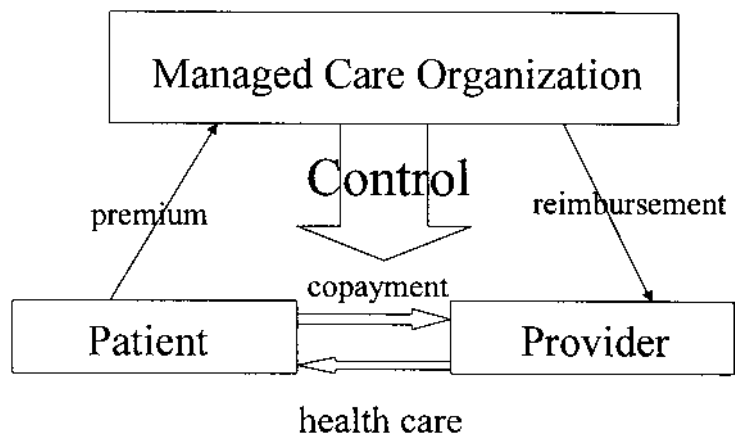 Managed Care Organization
Control
premium
reimbursement
copayment
Patient
Provider
health care